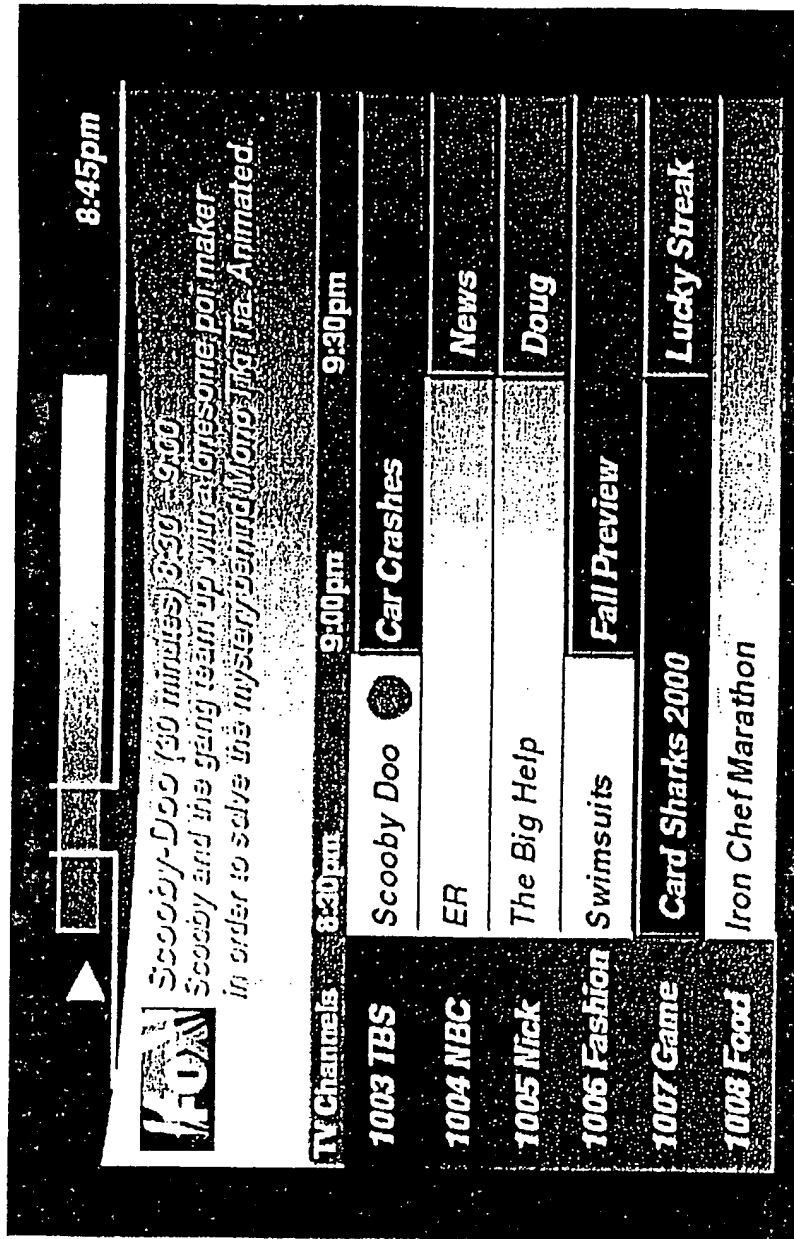 8:45pm
FOX
Scooby-Doo (30 minutes) 8:30 - 9:00
Scooby and the gang team up with a lonesome poi maker
in order to solve the mystery behind Mono Tiki Tia. Animated.
TV Channels 8:30pm 9:00pm 9:30pm
1003 TBS Scooby Doo Car Crashes
1004 NBC ER News
1005 Nick The Big Help Doug
1006 Fashion Swimsuits Fall Preview
1007 Game Card Sharks 2000 Lucky Streak
1008 Food Iron Chef Marathon